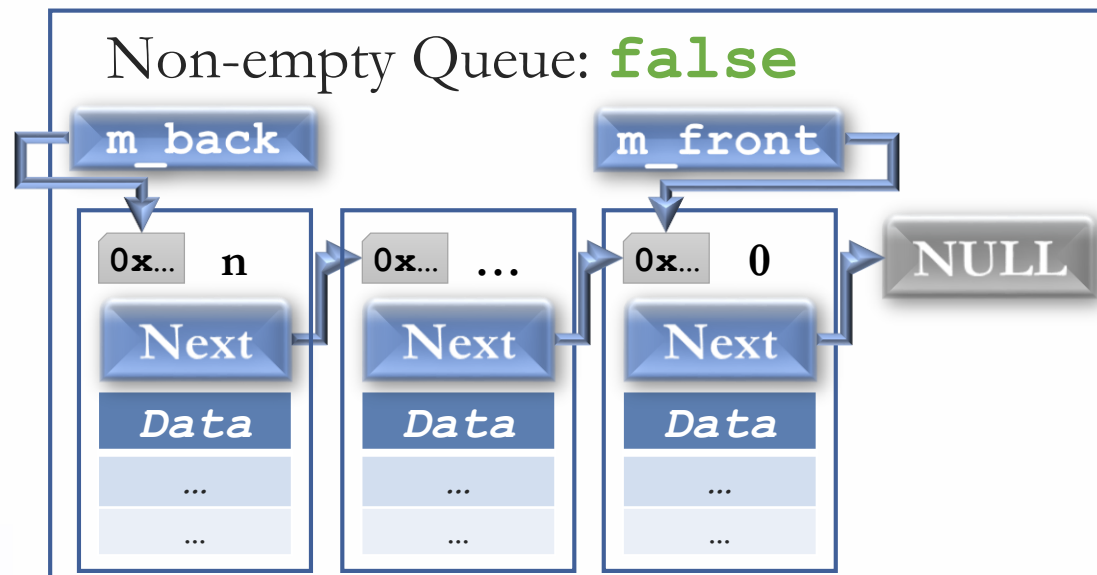 Non-empty Queue: false
m_back m_front
0x... n 0x... ... 0x... 0 NULL
Next Next Next
Data Data Data
... ... ...
... ... ...